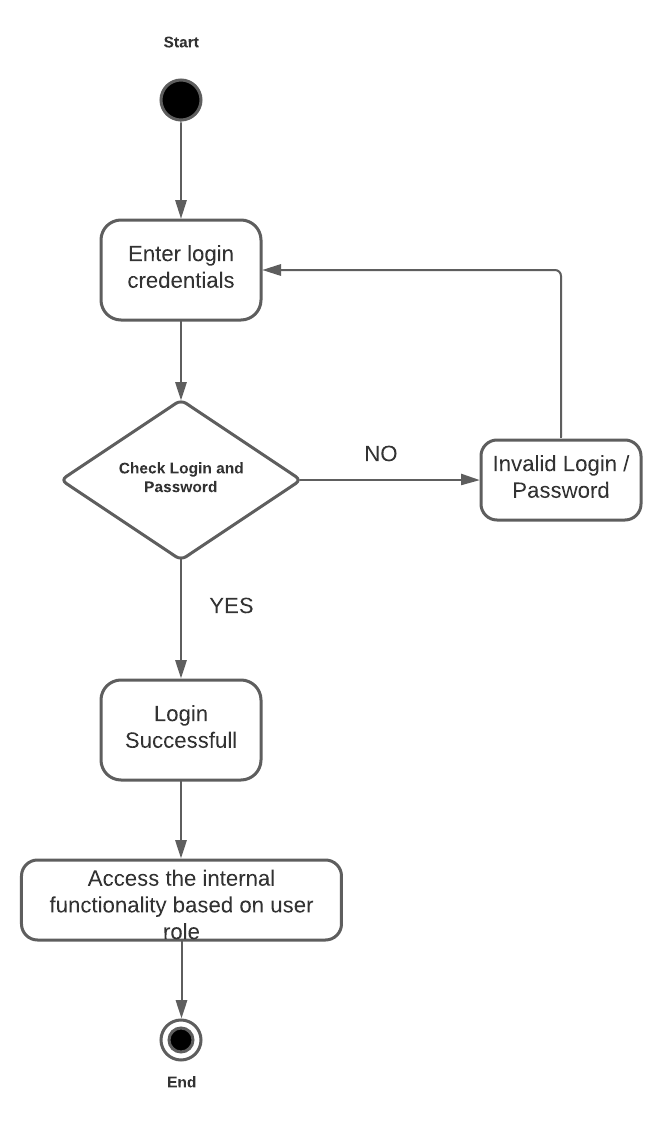 Start
Enter login
credentials
Check Login and
Password
NO
Invalid Login /
Password
YES
Login
Successfull
Access the internal
functionality based on user
role
End